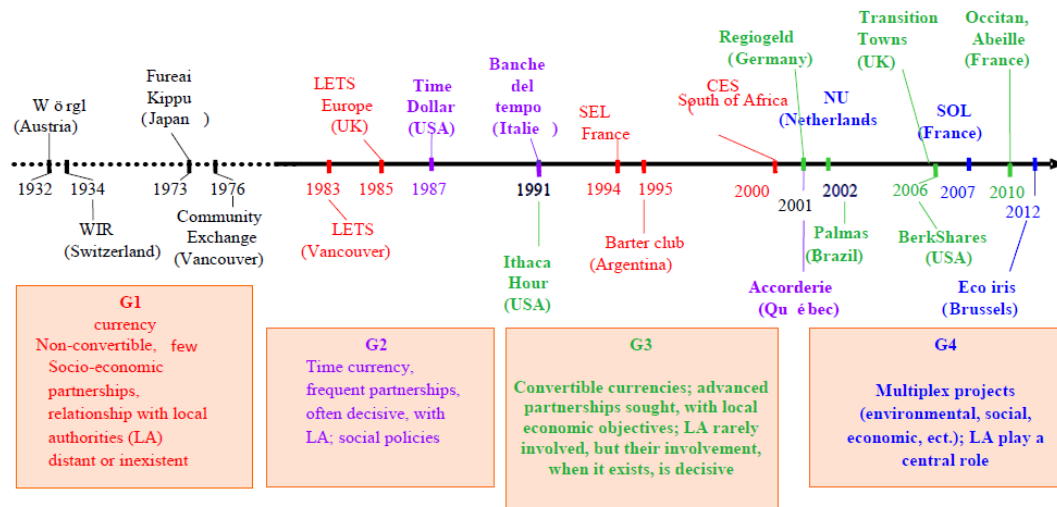 Wörgl
(Austria)
Fureai
Kippu
(Japan )
LETS
Europe
(UK)
Time
Dollar
(USA)
Banche
del
tempo
(Italie )
SEL
France
CES
South of Africa )
(
Regiogeld
(Germany)
NU
(Netherlands
Transition
Towns
(UK)
SOL
(France)
Occitan,
Abeille
(France)
1932
1934
1973
1976
1983
1985
1987
1991
1994
1995
2000
2001
2002
2006
2007
2010
2012
WIR
(Switzerland)
Community
Exchange
(Vancouver)
LETS
(Vancouver)
Ithaca
Hour
(USA)
Barter club
(Argentina)
Accorderie
(Qu ébec)
Palmas
(Brazil)
BerkShares
(USA)
Eco iris
(Brussels)
G1
currency
Non-convertible, few
Socio-economic
partnerships,
relationship with local
authorities (LA)
distant or inexistent
G2
Time currency,
frequent partnerships,
often decisive, with
LA; social policies
G3
Convertible currencies; advanced
partnerships sought, with local
economic objectives; LA rarely
involved, but their involvement,
when it exists, is decisive
G4
Multiplex projects
(environmental, social,
economic, ect.); LA play a
central role